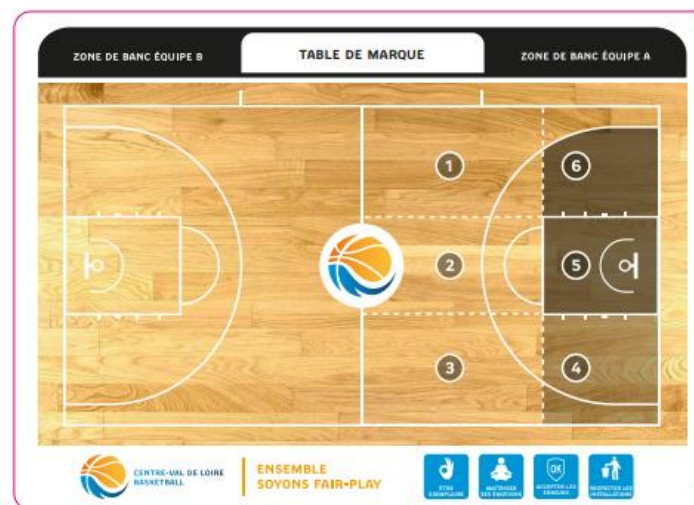 ZONE DE BANC ÉQUIPE B
TABLE DE MARQUE
ZONE DE BANC ÉQUIPE A
1
6
2
5
3
4
CENTRE-VAL DE LOIRE
BASKETBALL
ENSEMBLE
SOYONS FAIR-PLAY
ÊTRE
EXEMPLAIRE
MAÎTRISER
SES ÉMOTIONS
OK
ACCEPTER LES
ERREURS
RESPECTER LES
INSTALLATIONS